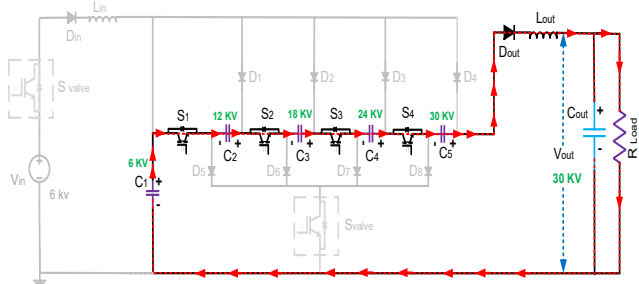 Lin
Din
Lout
Dout
S valve
D1
D2
D3
D4
S1
12 KV
S2
18 KV
S3
24 KV
S4
30 KV
Cout
+
-
R Load
6 KV
C1
+
-
- +
C2
- +
C3
- +
C4
- +
C5
Vout
30 KV
D5
D6
D7
D8
Vin
+
-
6 kv
Svalve